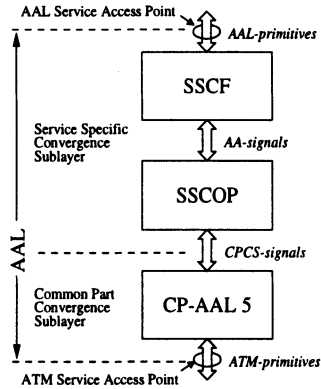 AAL Service Access Point
AAL-primitives
SSCF
Service Specific
Convergence
Sublayer
AA-signals
SSCOP
AAL
CPCS-signals
Common Part
Convergence
Sublayer
CP-AAL 5
ATM-primitives
ATM Service Access Point